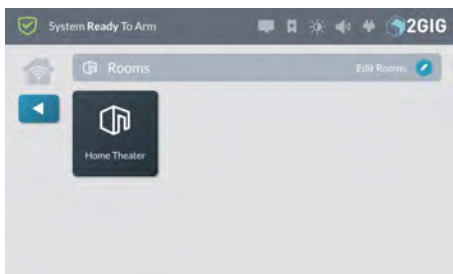 System Ready To Arm
2GIG
Rooms
Edit Rooms
Home Theater